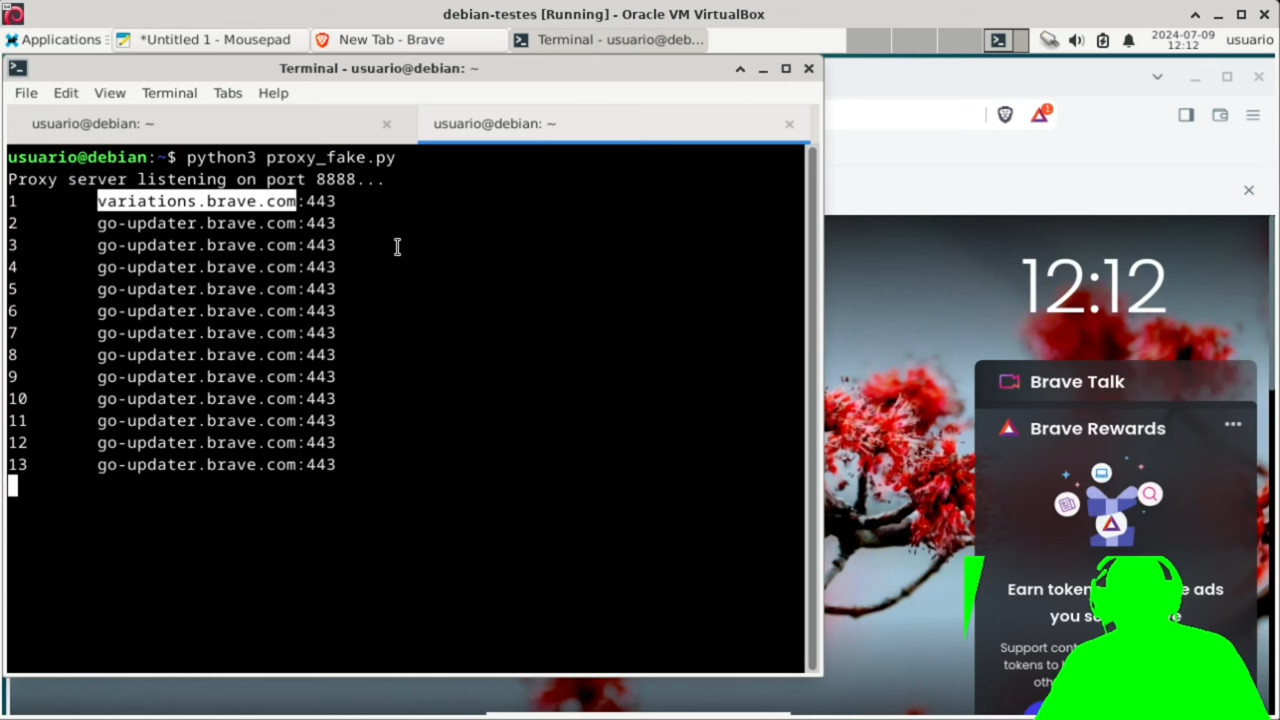 debian-testes [Running] - Oracle VM VirtualBox
Applications
*Untitled 1 - Mousepad
New Tab - Brave
Terminal - usuario@deb...
2024-07-09
12:12
usuario
Terminal - usuario@debian: ~
File Edit View Terminal Tabs Help
usuario@debian: ~
usuario@debian: ~
usuario@debian:~$ python3 proxy_fake.py
Proxy server listening on port 8888...
1 variations.brave.com:443
2 go-updater.brave.com:443
3 go-updater.brave.com:443
4 go-updater.brave.com:443
5 go-updater.brave.com:443
6 go-updater.brave.com:443
7 go-updater.brave.com:443
8 go-updater.brave.com:443
9 go-updater.brave.com:443
10 go-updater.brave.com:443
11 go-updater.brave.com:443
12 go-updater.brave.com:443
13 go-updater.brave.com:443
1
12:12
Brave Talk
Brave Rewards
Earn ads
you
Support
tokens to